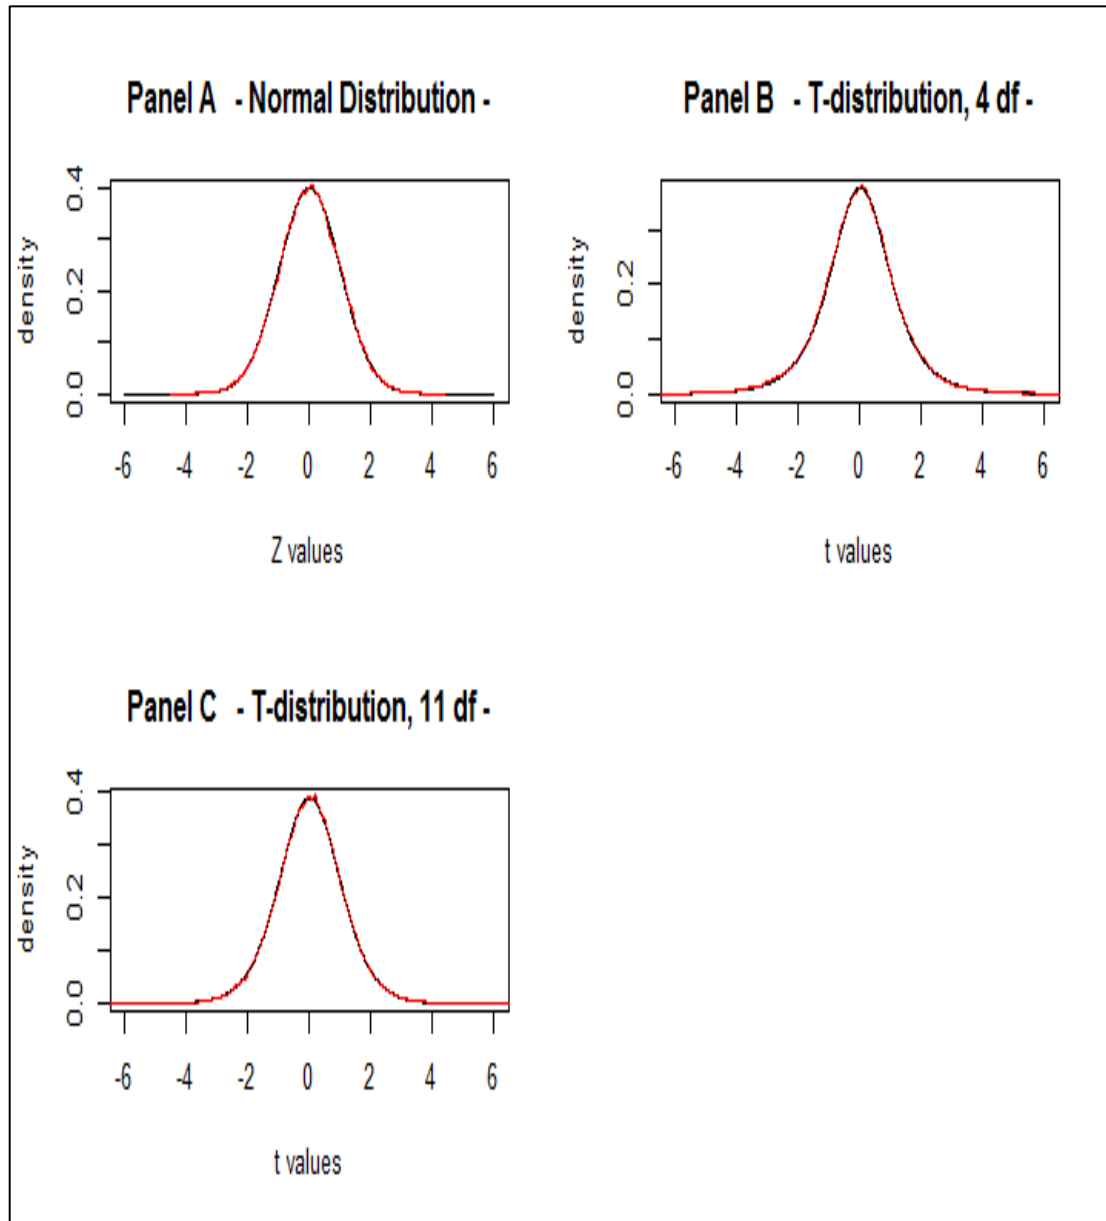 Panel A - Normal Distribution -
density
0.0 0.2 0.4
-6 -4 -2 0 2 4 6
Z values
Panel B - T-distribution, 4 df -
density
0.0 0.2
-6 -4 -2 0 2 4 6
t values
Panel C - T-distribution, 11 df -
density
0.0 0.2 0.4
-6 -4 -2 0 2 4 6
t values